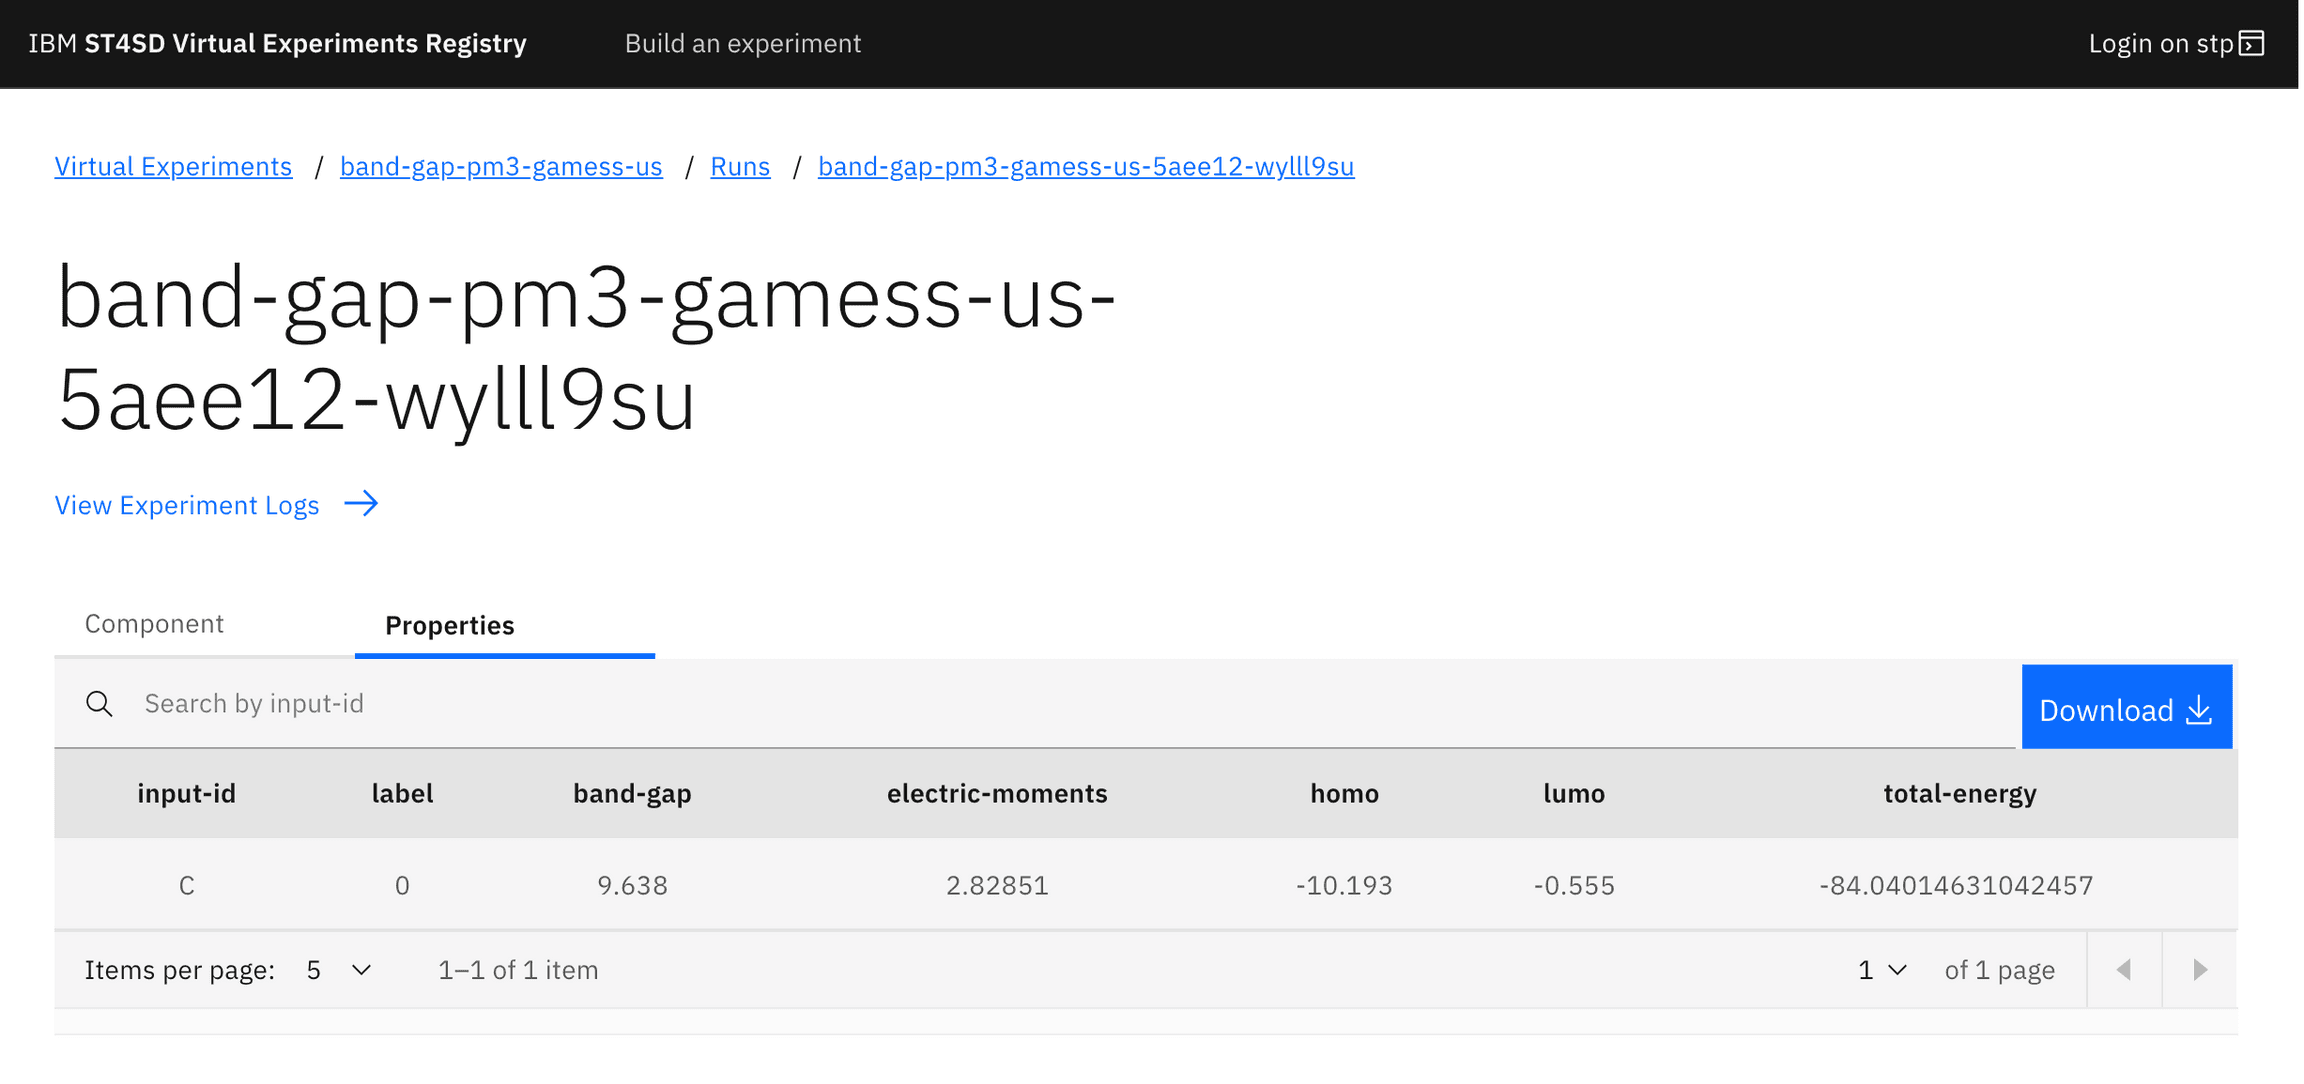 IBM ST4SD Virtual Experiments Registry Build an experiment Login on stp
Virtual Experiments / band-gap-pm3-gamess-us / Runs / band-gap-pm3-gamess-us-5aee12-wylll9su
band-gap-pm3-gamess-us-
5aee12-wylll9su
View Experiment Logs
Component Properties
Search by input-id Download
input-id label band-gap electric-moments homo lumo total-energy
C 0 9.638 2.82851 -10.193 -0.555 -84.04014631042457
Items per page: 5 1–1 of 1 item 1 of 1 page